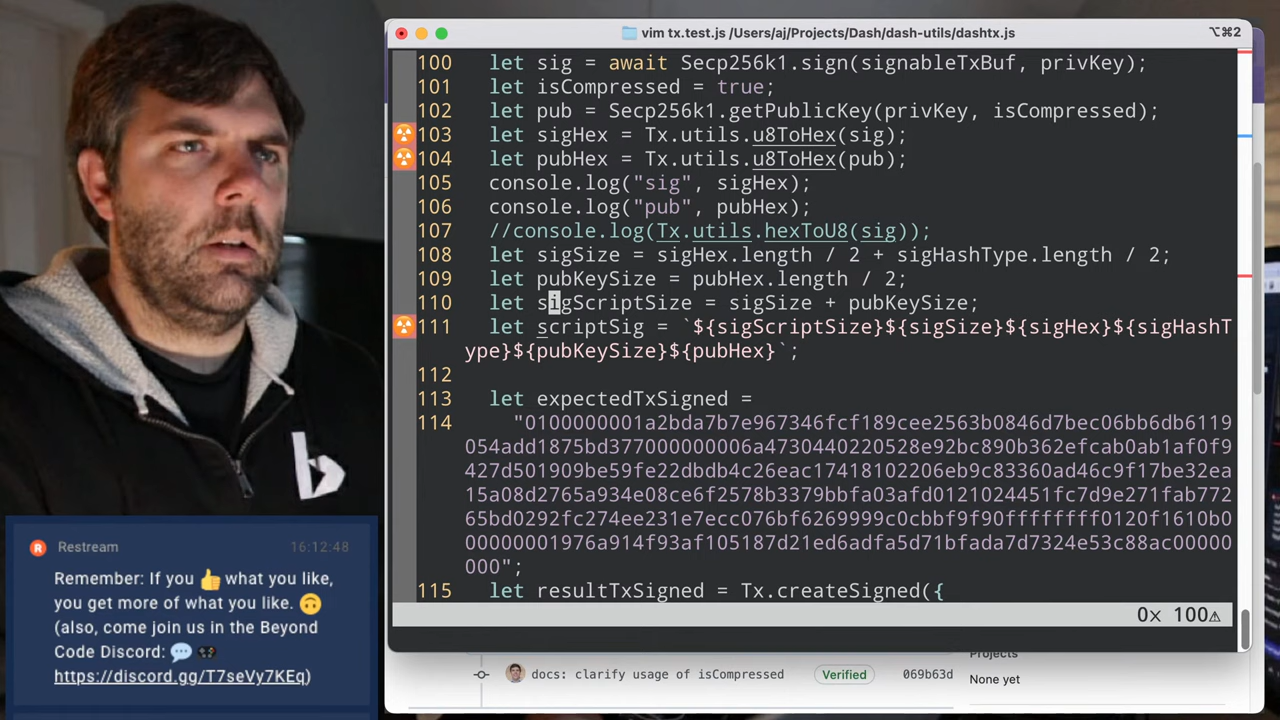 vim tx.test.js /Users/aj/Projects/Dash/dash-utils/dashtx.js
⌥⌘2
100 let sig = await Secp256k1.sign(signableTxBuf, privKey);
101 let isCompressed = true;
102 let pub = Secp256k1.getPublicKey(privKey, isCompressed);
103 let sigHex = Tx.utils.u8ToHex(sig);
104 let pubHex = Tx.utils.u8ToHex(pub);
105 console.log("sig", sigHex);
106 console.log("pub", pubHex);
107 //console.log(Tx.utils.hexToU8(sig));
108 let sigSize = sigHex.length / 2 + sigHashType.length / 2;
109 let pubKeySize = pubHex.length / 2;
110 let sigScriptSize = sigSize + pubKeySize;
111 let scriptSig = `${sigScriptSize}${sigSize}${sigHex}${sigHashT
ype}${pubKeySize}${pubHex}`;
112
113 let expectedTxSigned =
114 "0100000001a2bda7b7e967346fcf189cee2563b0846d7bec06bb6db6119
054add1875bd377000000006a4730440220528e92bc890b362efcab0ab1af0f9
427d501909be59fe22dbdb4c26eac17418102206eb9c83360ad46c9f17be32ea
15a08d2765a934e08ce6f2578b3379bbfa03afd0121024451fc7d9e271fab772
65bd0292fc274ee231e7ecc076bf6269999c0cbbf9f90ffffffff0120f1610b0
000000001976a914f93af105187d21ed6adfa5d71bfada7d7324e53c88ac00000
000";
115 let resultTxSigned = Tx.createSigned({
0× 100⚠
Restream 16:12:48
Remember: If you 👍 what you like,
you get more of what you like. 🙃
(also, come join us in the Beyond
Code Discord: 💬 🎮
https://discord.gg/T7seVy7KEq)
docs: clarify usage of isCompressed Verified 069b63d
Projects
None yet